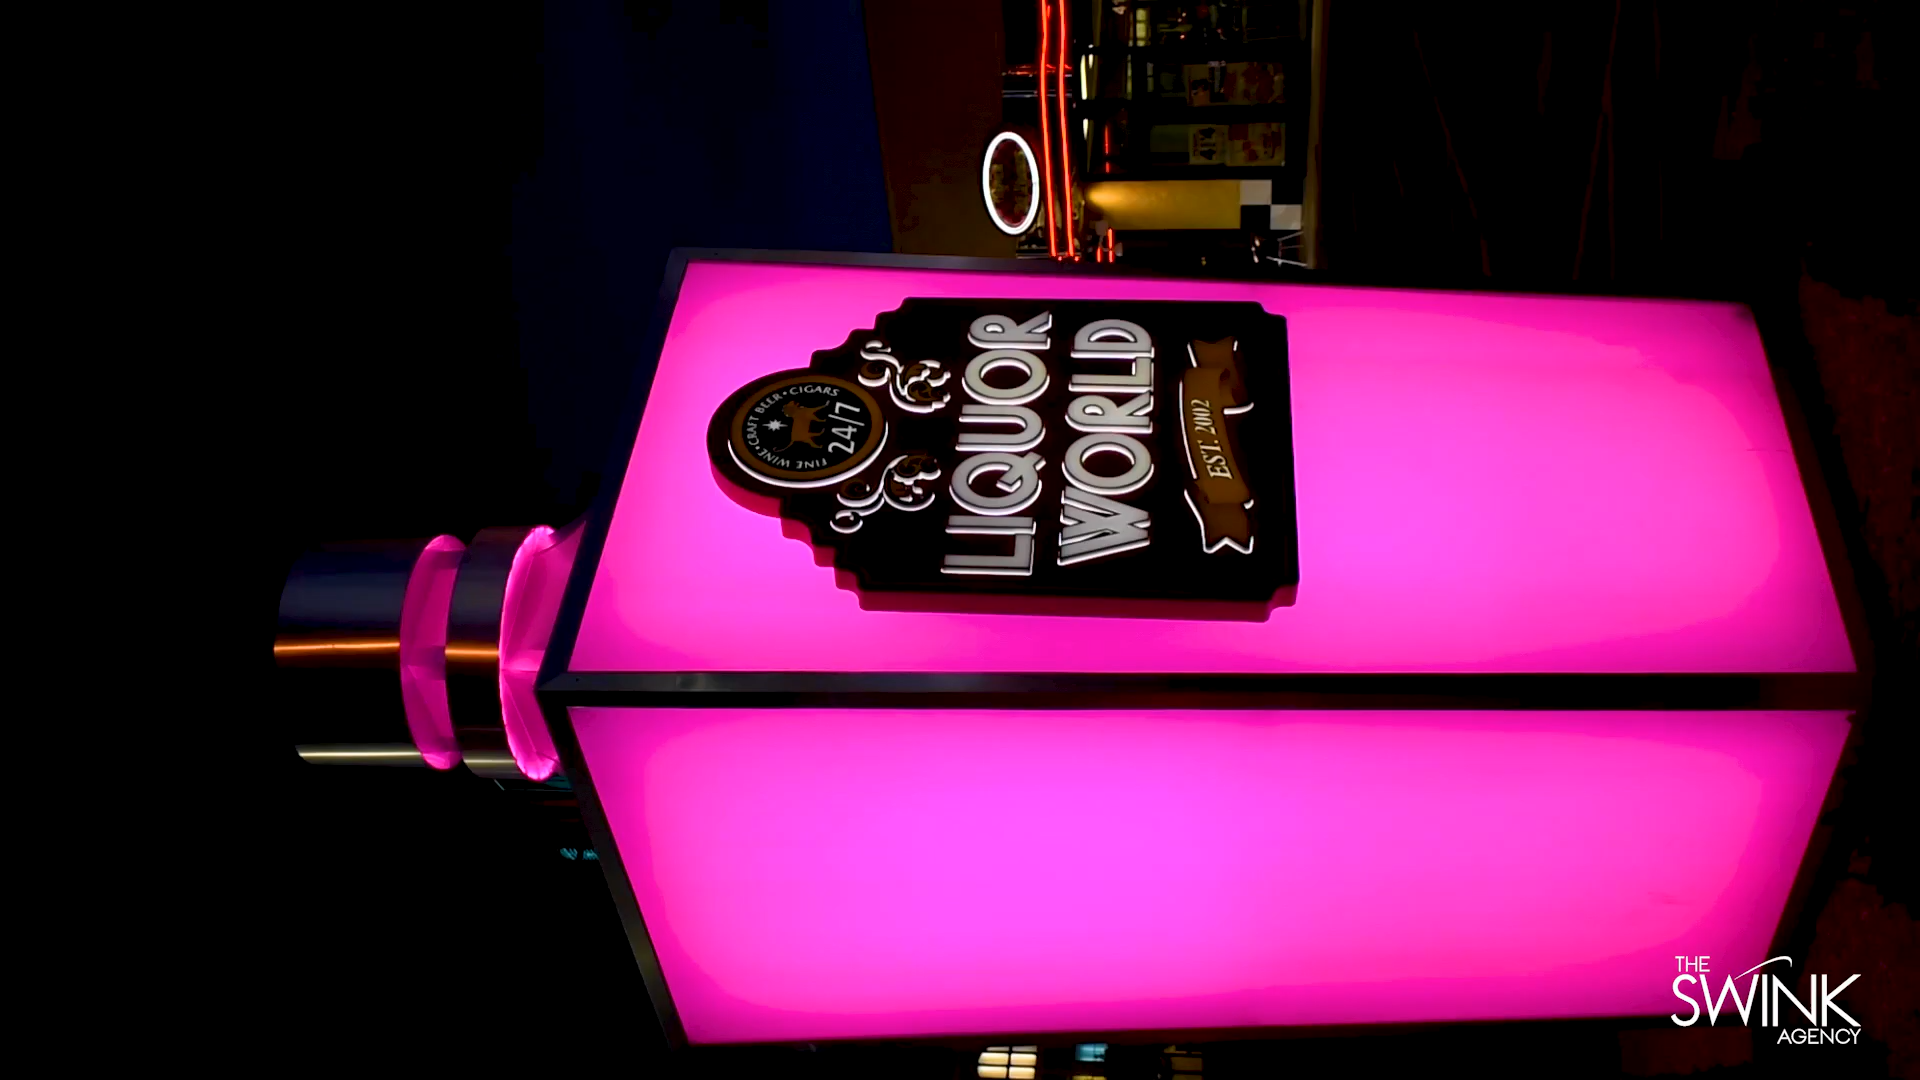 FINE WINE • CRAFT BEER • CIGARS
24/7
LIQUOR
WORLD
EST. 2002
THE
SWINK
AGENCY